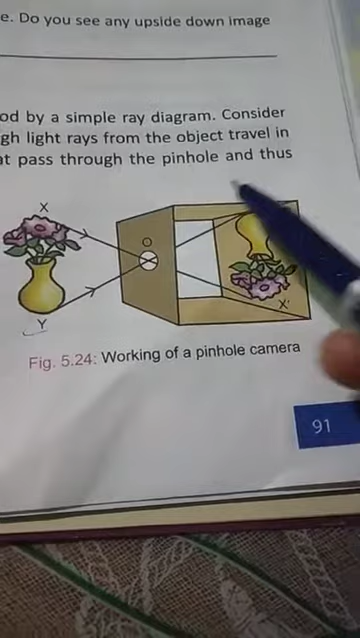 e. Do you see any upside down image
od by a simple ray diagram. Consider
gh light rays from the object travel in
at pass through the pinhole and thus
X
O
Y
X'
Fig. 5.24: Working of a pinhole camera
91